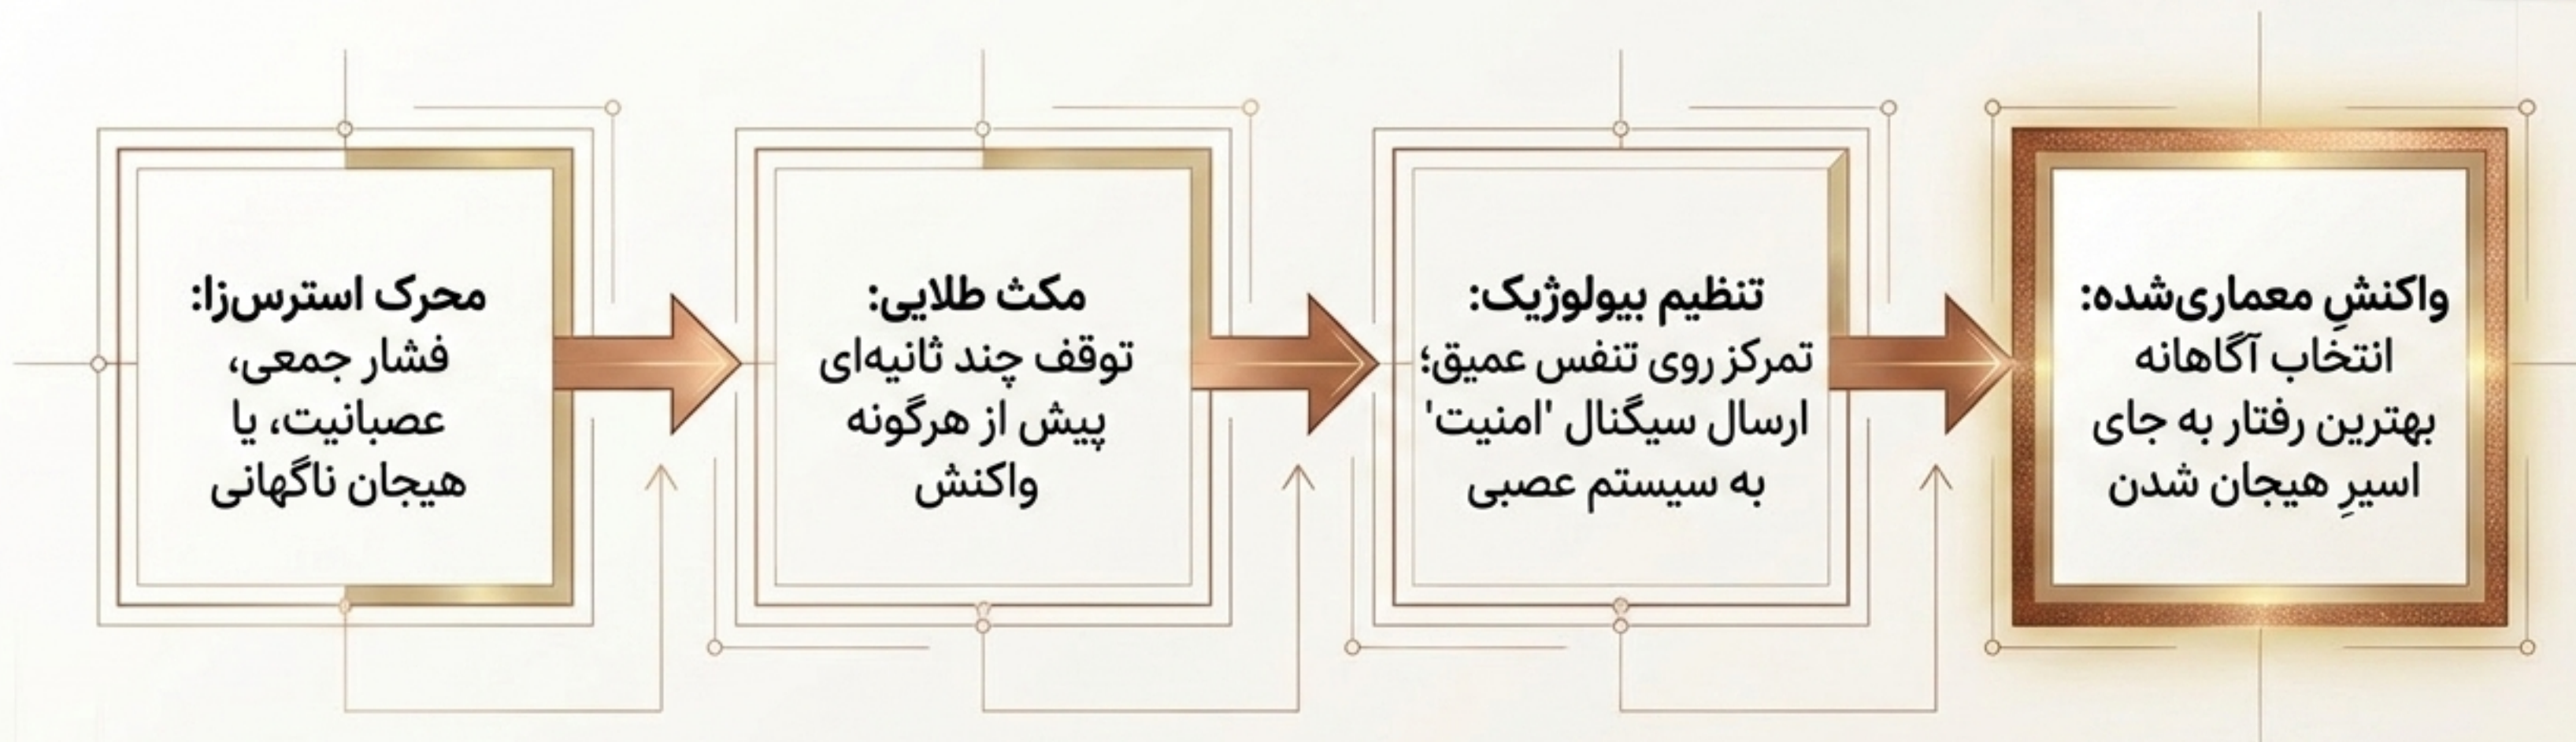 محرک استرس‌زا:
فشار جمعی،
عصبانیت، یا
هیجان ناگهانی
مکث طلایی:
توقف چند ثانیه‌ای
پیش از هرگونه
واکنش
تنظیم بیولوژیک:
تمرکز روی تنفس عمیق؛
ارسال سیگنال 'امنیت'
به سیستم عصبی
واکنشِ معماری‌شده:
انتخاب آگاهانه
بهترین رفتار به جای
اسیرِ هیجان شدن